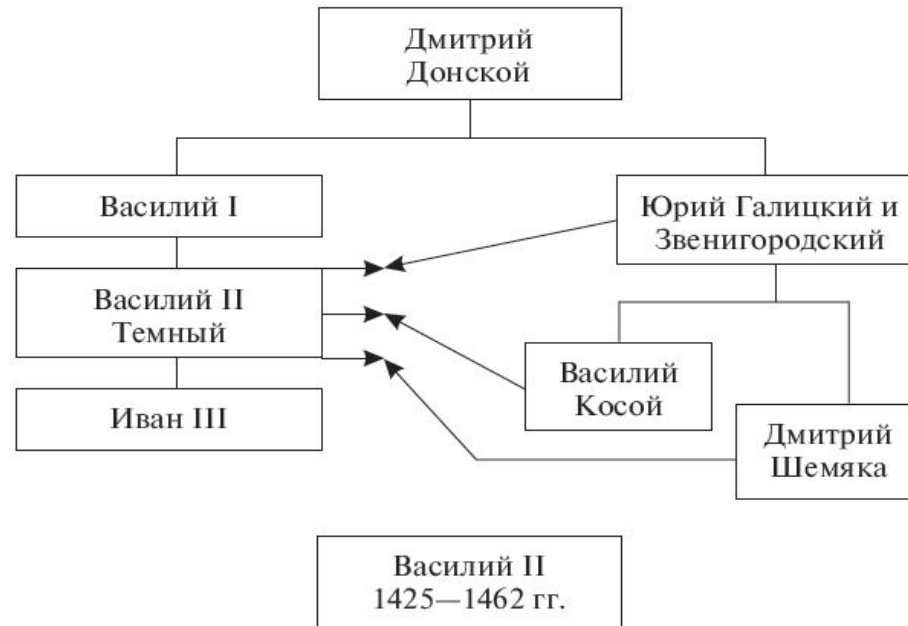 Дмитрий
Донской
Василий I
Юрий Галицкий и
Звенигородский
Василий II
Темный
Василий
Косой
Иван III
Дмитрий
Шемяка
Василий II
1425—1462 гг.